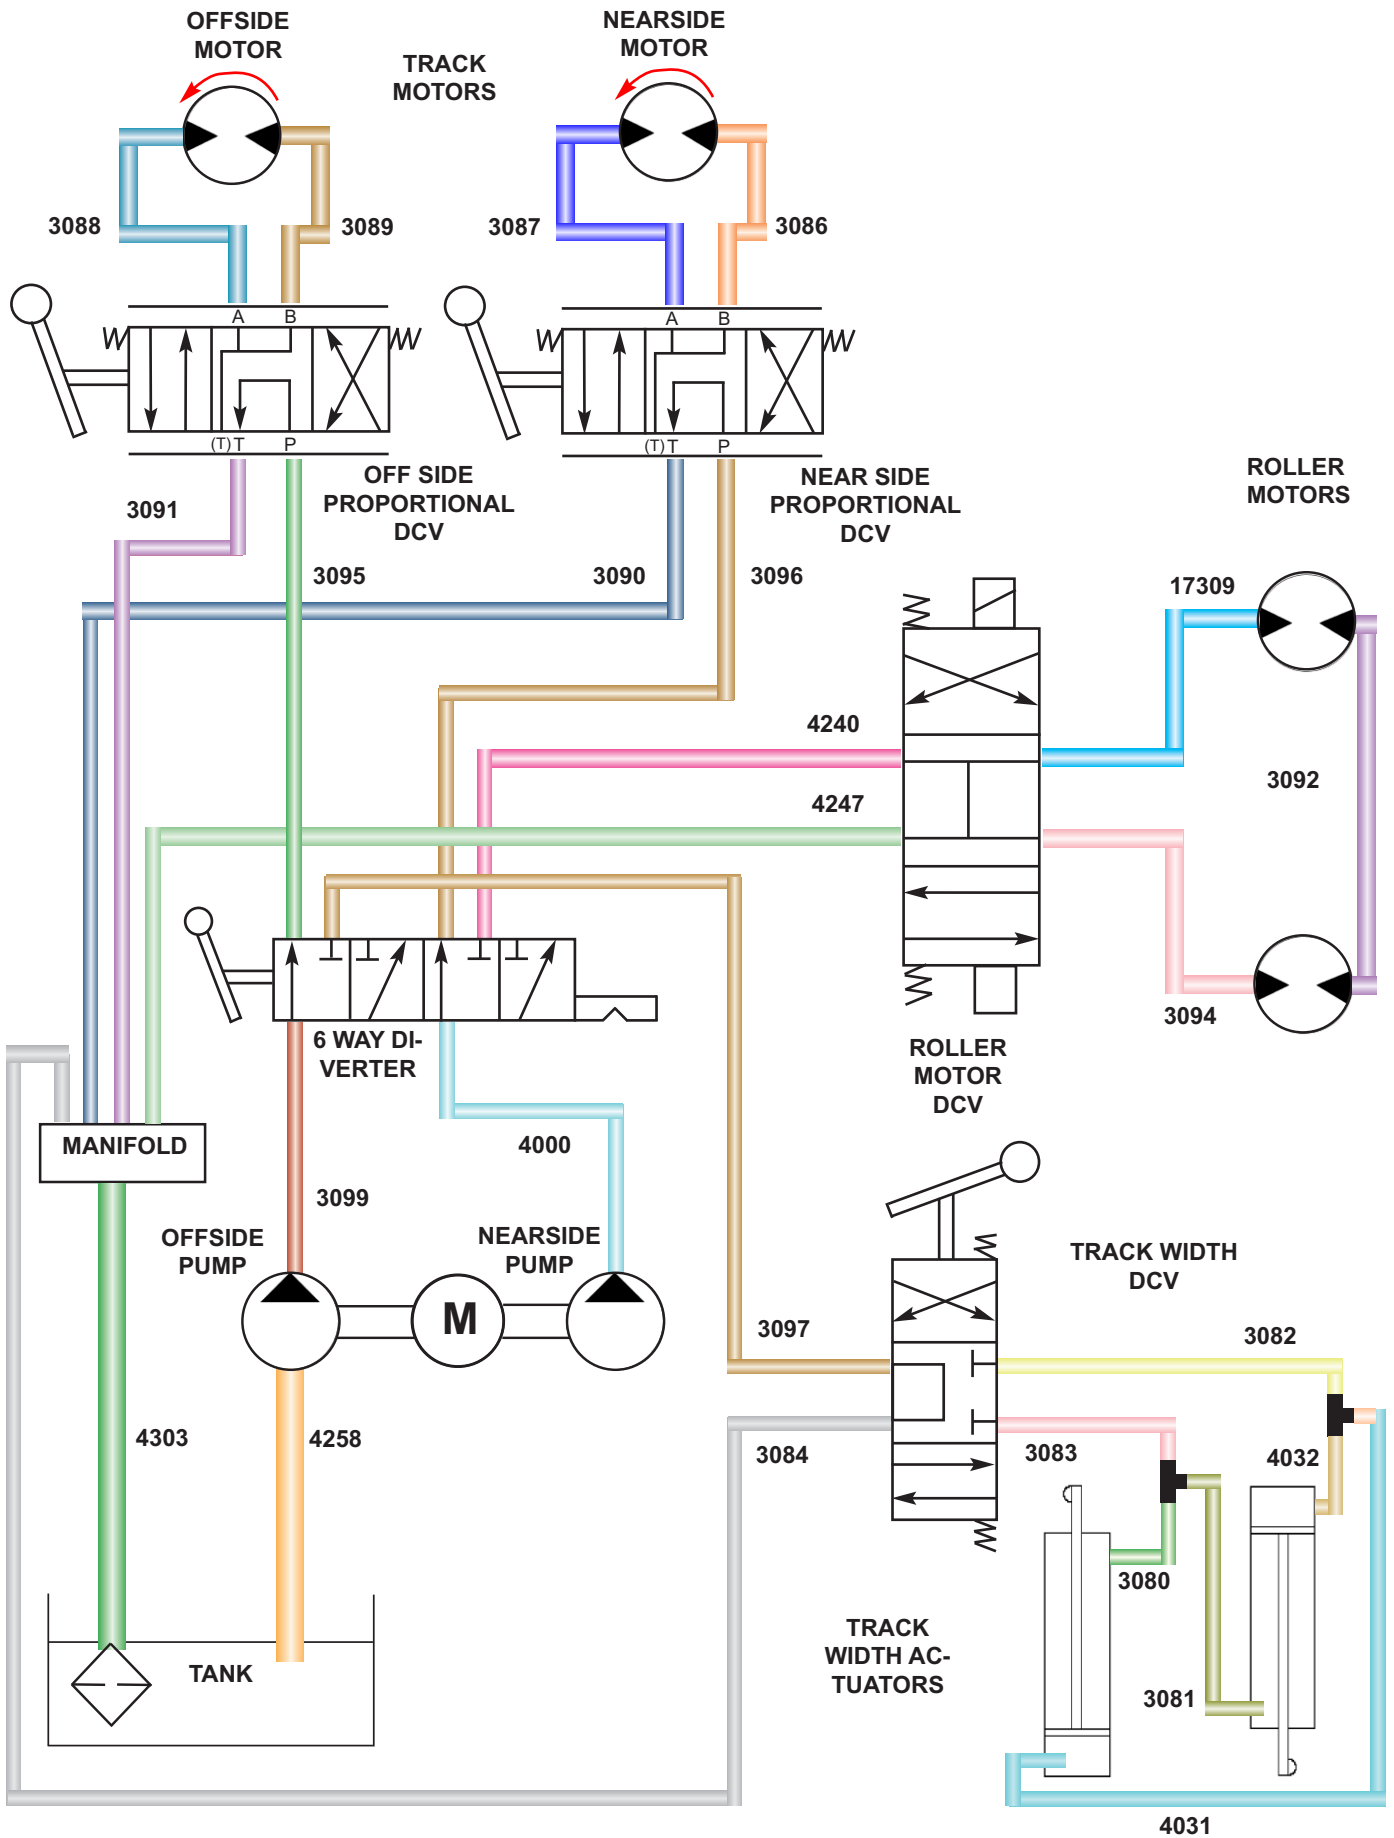 OFFSIDE
MOTOR
NEARSIDE
MOTOR
TRACK
MOTORS
3088
3089
3087
3086
A B
A B
(T) T P
(T) T P
OFF SIDE
PROPORTIONAL
DCV
NEAR SIDE
PROPORTIONAL
DCV
ROLLER
MOTORS
3091
3095
3090
3096
17309
4240
4247
3092
3094
6 WAY DI-
VERTER
ROLLER
MOTOR
DCV
MANIFOLD
4000
3099
OFFSIDE
PUMP
NEARSIDE
PUMP
M
TRACK WIDTH
DCV
3097
3082
4303
4258
3084
3083
4032
3080
TRACK
WIDTH AC-
TUATORS
TANK
3081
4031